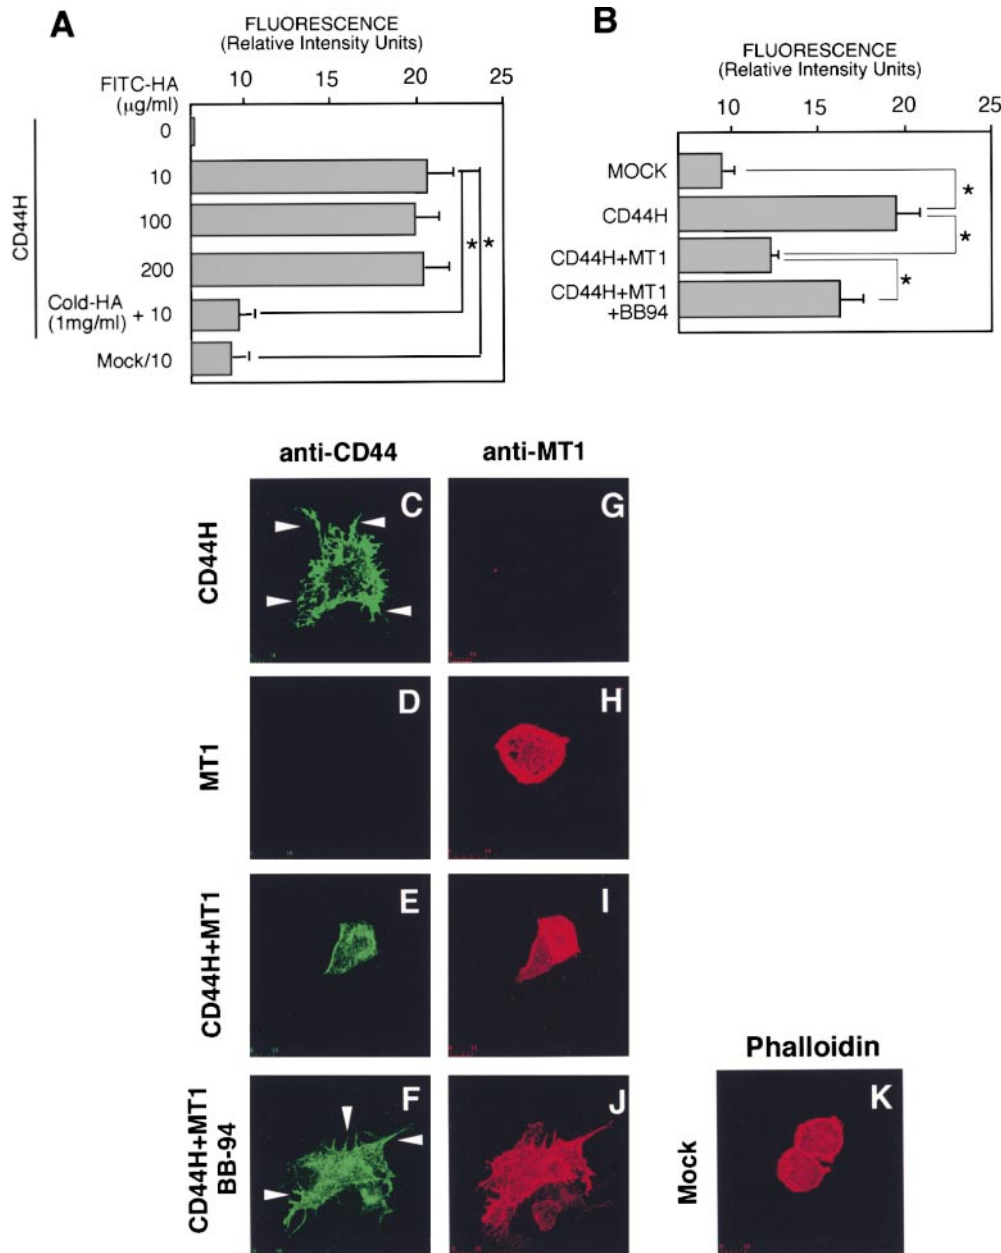 A
FLUORESCENCE
(Relative Intensity Units)
FITC-HA
(μg/ml)
10 15 20 25
CD44H
0
10
100
200
Cold-HA
(1mg/ml) + 10
Mock/10
* *
B
FLUORESCENCE
(Relative Intensity Units)
10 15 20 25
MOCK
CD44H
CD44H+MT1
CD44H+MT1
+BB94
*
*
*
anti-CD44 anti-MT1
CD44H
C G
MT1
D H
CD44H+MT1
E I
CD44H+MT1
BB-94
F J
Phalloidin
Mock
K